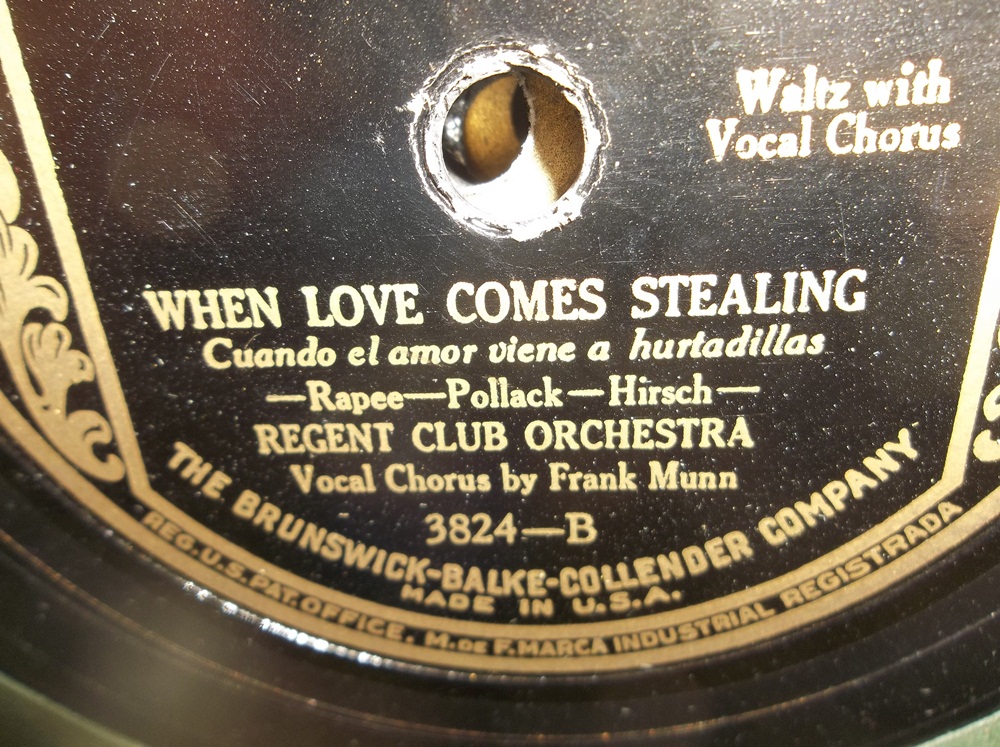 Waltz with
Vocal Chorus
WHEN LOVE COMES STEALING
Cuando el amor viene a hurtadillas
—Rapee—Pollack—Hirsch—
REGENT CLUB ORCHESTRA
Vocal Chorus by Frank Munn
3824—B
THE BRUNSWICK-BALKE-COLLENDER COMPANY
MADE IN U.S.A.
REG. U.S. PAT. OFFICE. M. DE F. MARCA INDUSTRIAL REGISTRADA